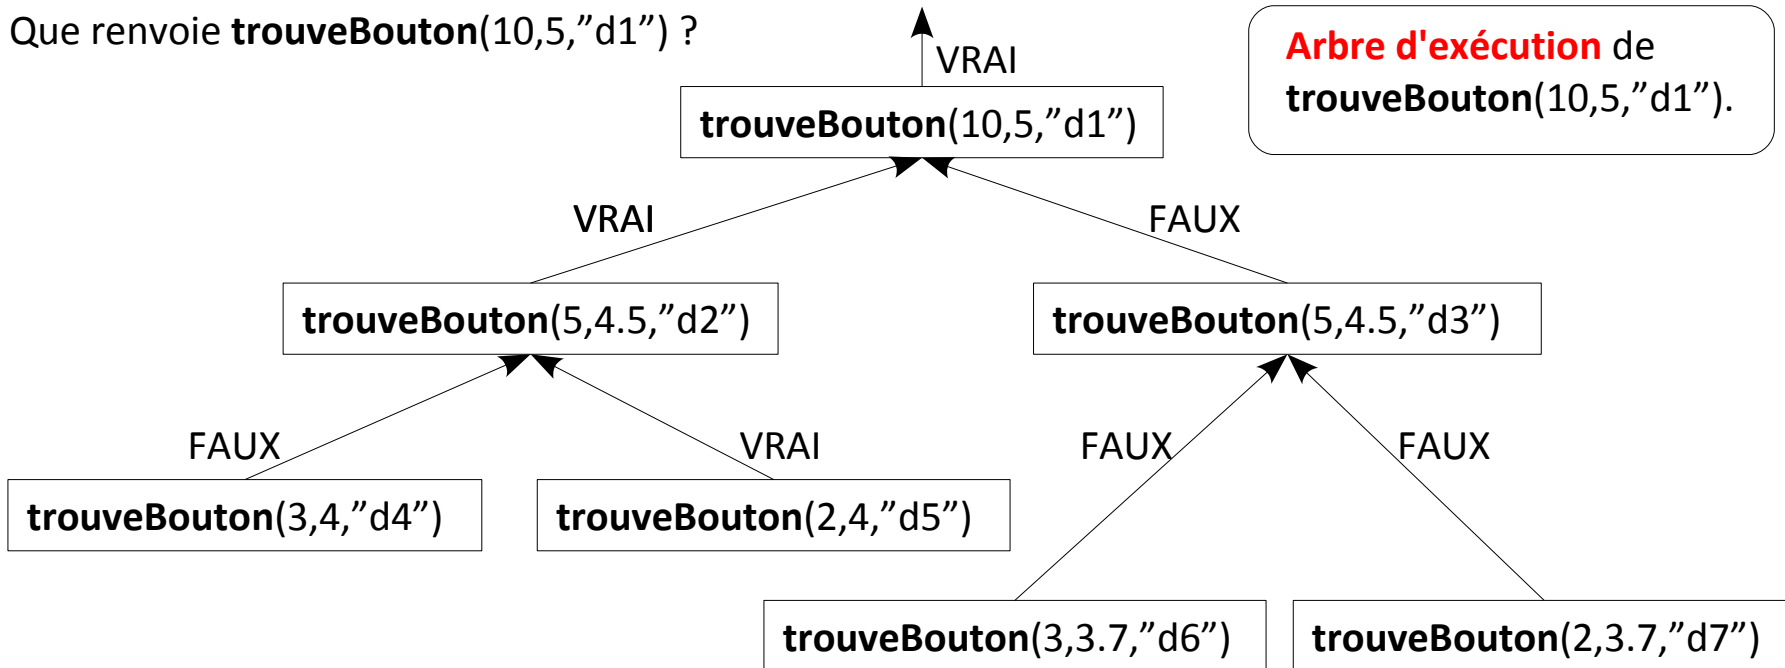 Que renvoie trouveBouton(10,5,”d1”) ?
VRAI
Arbre d'exécution de
trouveBouton(10,5,”d1”).
trouveBouton(10,5,”d1”)
VRAI
FAUX
trouveBouton(5,4.5,”d2”)
trouveBouton(5,4.5,”d3”)
FAUX
VRAI
FAUX
FAUX
trouveBouton(3,4,”d4”)
trouveBouton(2,4,”d5”)
trouveBouton(3,3.7,”d6”)
trouveBouton(2,3.7,”d7”)